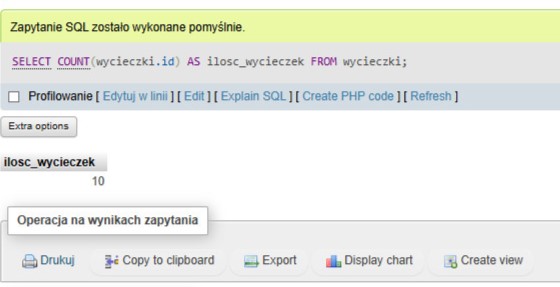 Zapytanie SQL zostało wykonane pomyślnie.
SELECT COUNT(wycieczki.id) AS ilosc_wycieczek FROM wycieczki;
Profilowanie [ Edytuj w linii ] [ Edit ] [ Explain SQL ] [ Create PHP code ] [ Refresh ]
Extra options
ilosc_wycieczek
10
Operacja na wynikach zapytania
Drukuj Copy to clipboard Export Display chart Create view